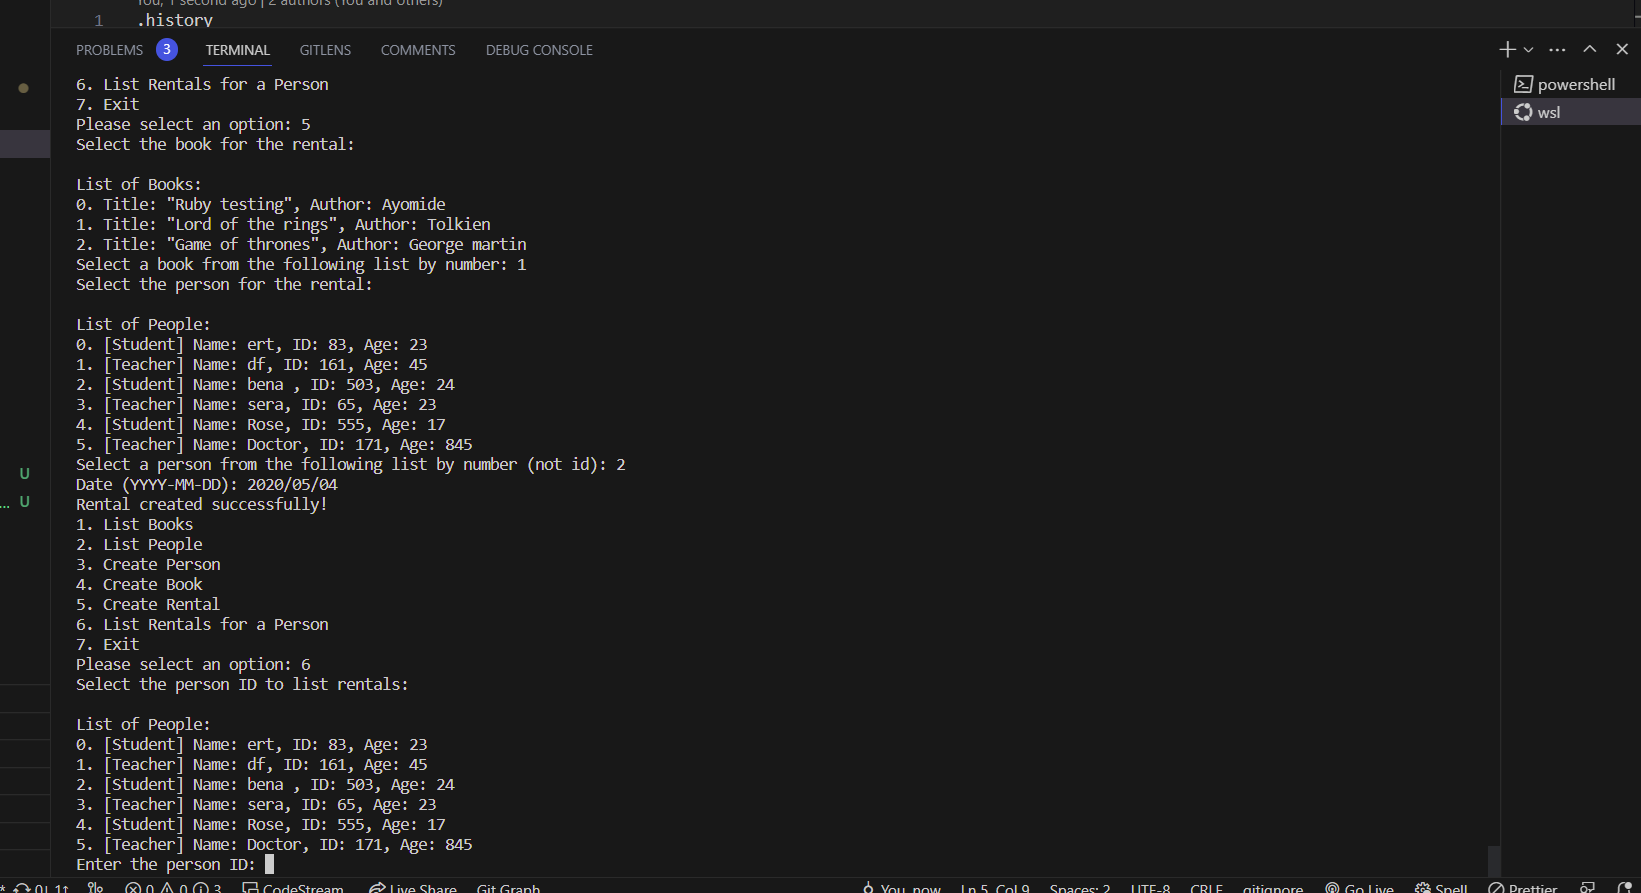 You, 1 second ago | 2 authors (You and others)
1 .history
PROBLEMS 3 TERMINAL GITLENS COMMENTS DEBUG CONSOLE
6. List Rentals for a Person
7. Exit
Please select an option: 5
Select the book for the rental:
List of Books:
0. Title: "Ruby testing", Author: Ayomide
1. Title: "Lord of the rings", Author: Tolkien
2. Title: "Game of thrones", Author: George martin
Select a book from the following list by number: 1
Select the person for the rental:
List of People:
0. [Student] Name: ert, ID: 83, Age: 23
1. [Teacher] Name: df, ID: 161, Age: 45
2. [Student] Name: bena , ID: 503, Age: 24
3. [Teacher] Name: sera, ID: 65, Age: 23
4. [Student] Name: Rose, ID: 555, Age: 17
5. [Teacher] Name: Doctor, ID: 171, Age: 845
Select a person from the following list by number (not id): 2
Date (YYYY-MM-DD): 2020/05/04
Rental created successfully!
1. List Books
2. List People
3. Create Person
4. Create Book
5. Create Rental
6. List Rentals for a Person
7. Exit
Please select an option: 6
Select the person ID to list rentals:
List of People:
0. [Student] Name: ert, ID: 83, Age: 23
1. [Teacher] Name: df, ID: 161, Age: 45
2. [Student] Name: bena , ID: 503, Age: 24
3. [Teacher] Name: sera, ID: 65, Age: 23
4. [Student] Name: Rose, ID: 555, Age: 17
5. [Teacher] Name: Doctor, ID: 171, Age: 845
Enter the person ID:
powershell
wsl
U
... U
* 0↓ 1↑ 0 0 3 CodeStream Live Share Git Graph You, now Ln 5, Col 9 Spaces: 2 UTF-8 CRLF gitignore Go Live Spell Prettier